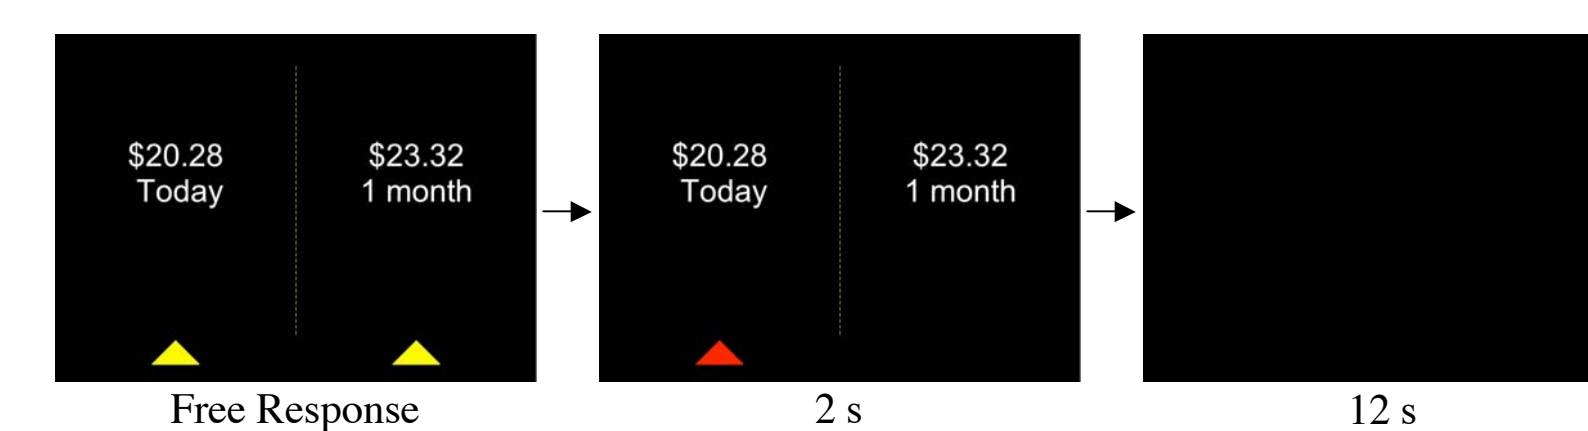 $20.28
Today
$23.32
1 month
$20.28
Today
$23.32
1 month
Free Response
2 s
12 s